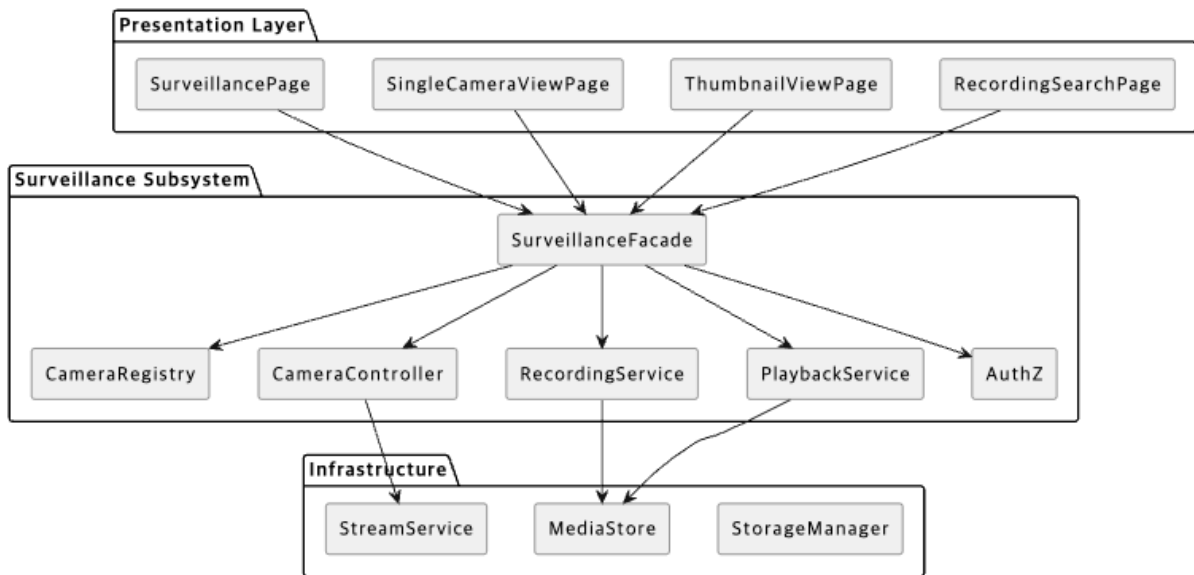 Presentation Layer
SurveillancePage
SingleCameraViewPage
ThumbnailViewPage
RecordingSearchPage
Surveillance Subsystem
SurveillanceFacade
CameraRegistry
CameraController
RecordingService
PlaybackService
AuthZ
Infrastructure
StreamService
MediaStore
StorageManager